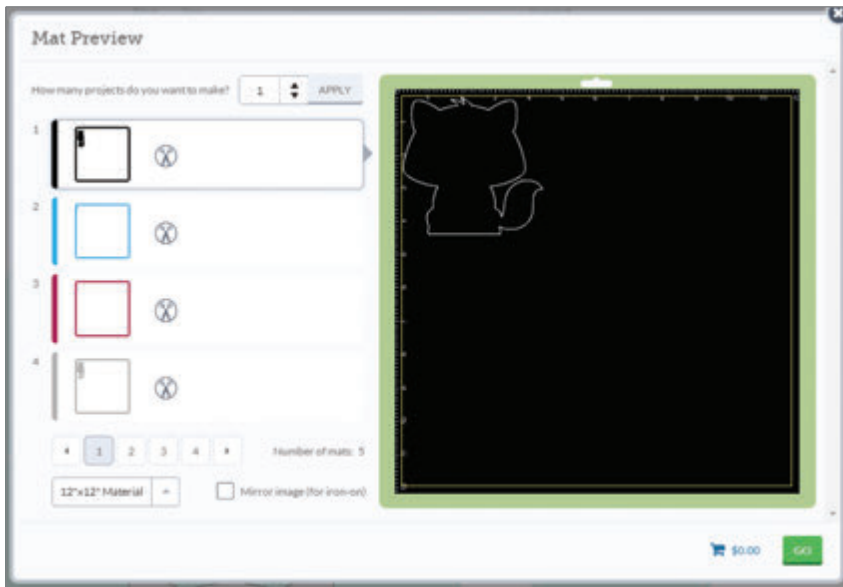 Mat Preview
How many projects do you want to make? 1 APPLY
1
2
3
4
1 2 3 4 Number of mats: 5
12"x12" Material Mirror image (for iron-on)
$0.00 GO